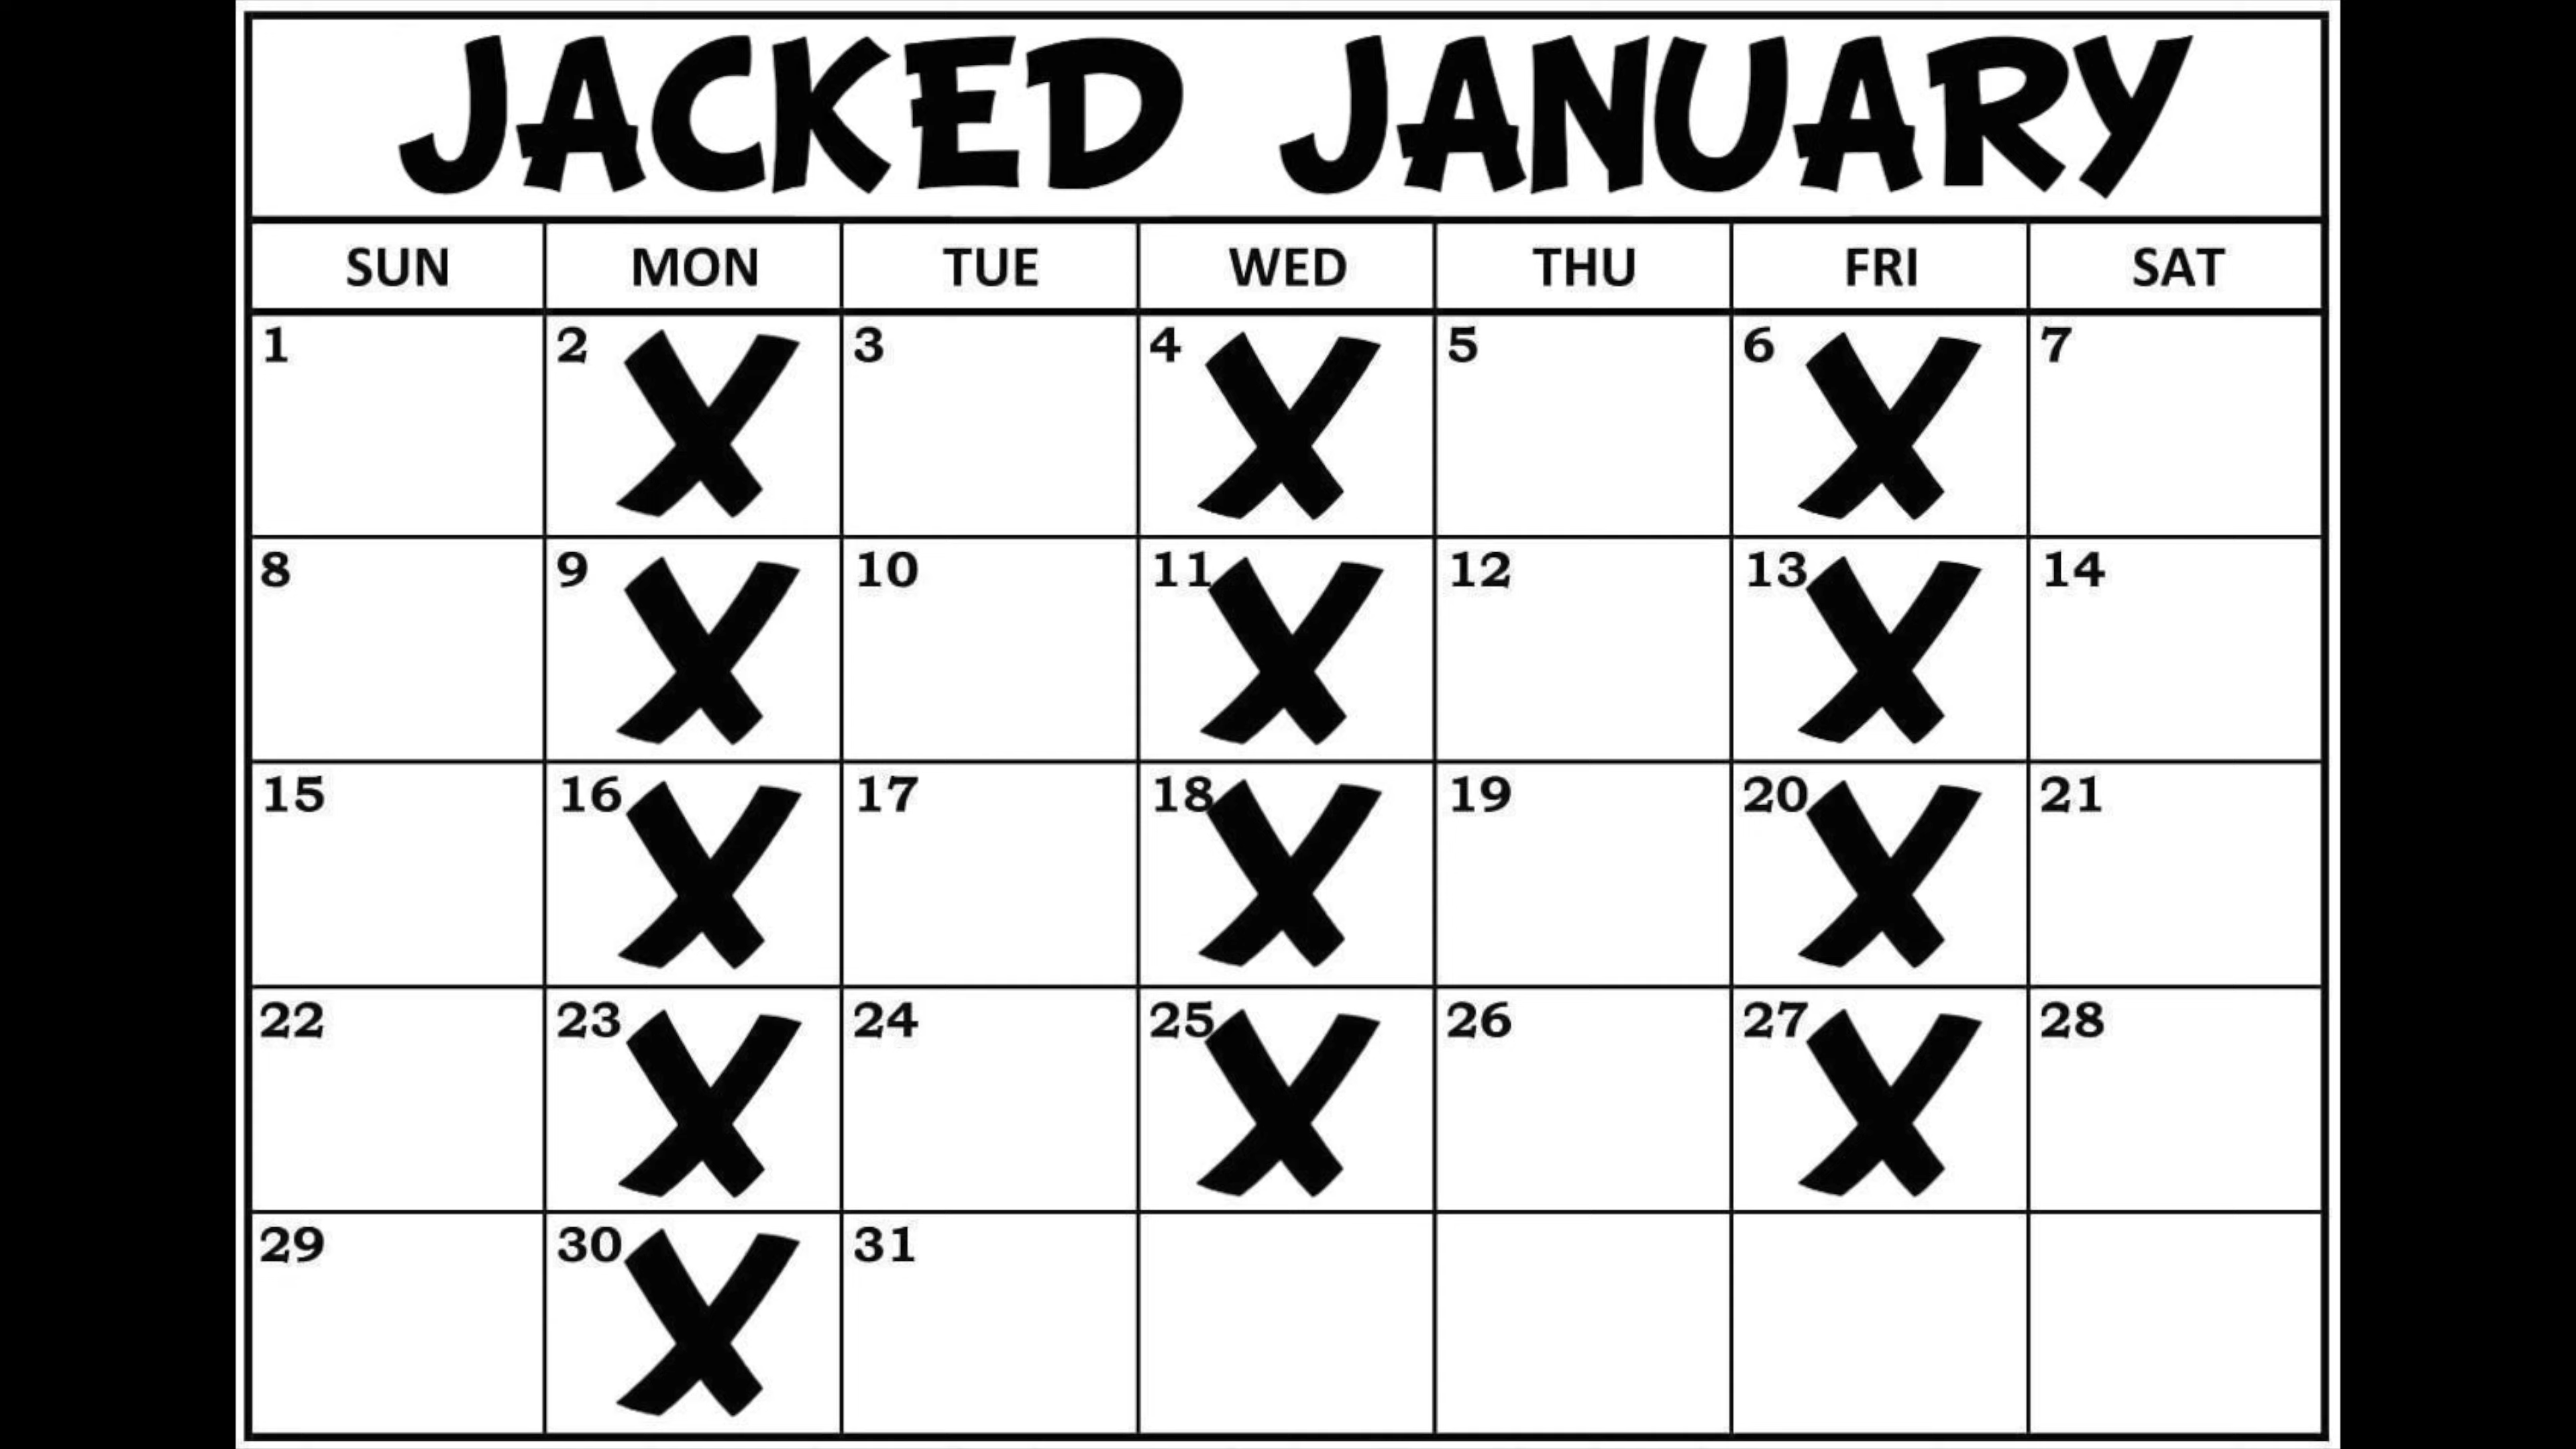 JACKED JANUARY
SUN MON TUE WED THU FRI SAT
1 2 X 3 4 X 5 6 X 7
8 9 X 10 11 X 12 13 X 14
15 16 X 17 18 X 19 20 X 21
22 23 X 24 25 X 26 27 X 28
29 30 X 31